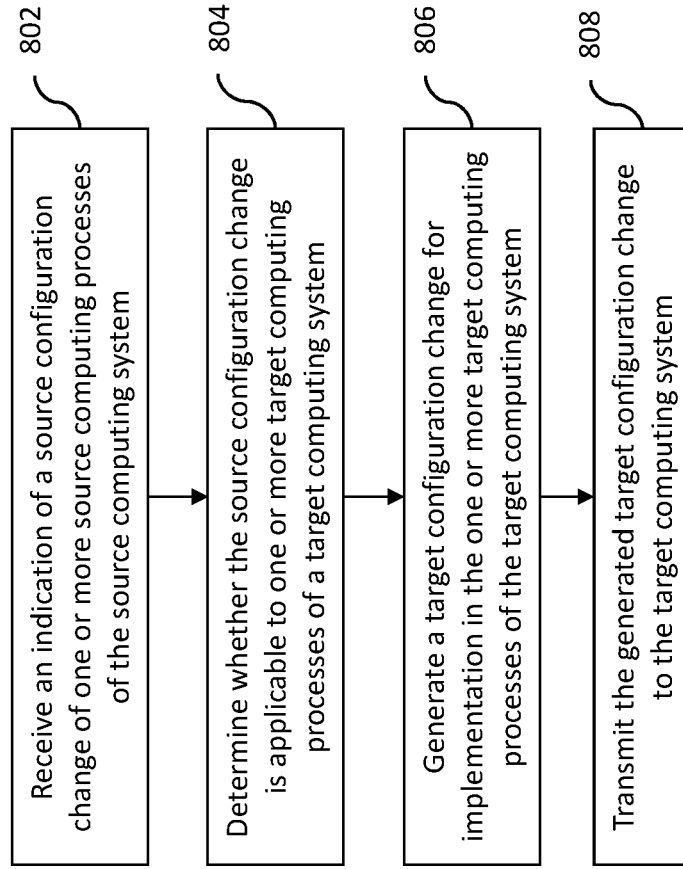 802
Receive an indication of a source configuration
change of one or more source computing processes
of the source computing system
804
Determine whether the source configuration change
is applicable to one or more target computing
processes of a target computing system
806
Generate a target configuration change for
implementation in the one or more target computing
processes of the target computing system
808
Transmit the generated target configuration change
to the target computing system